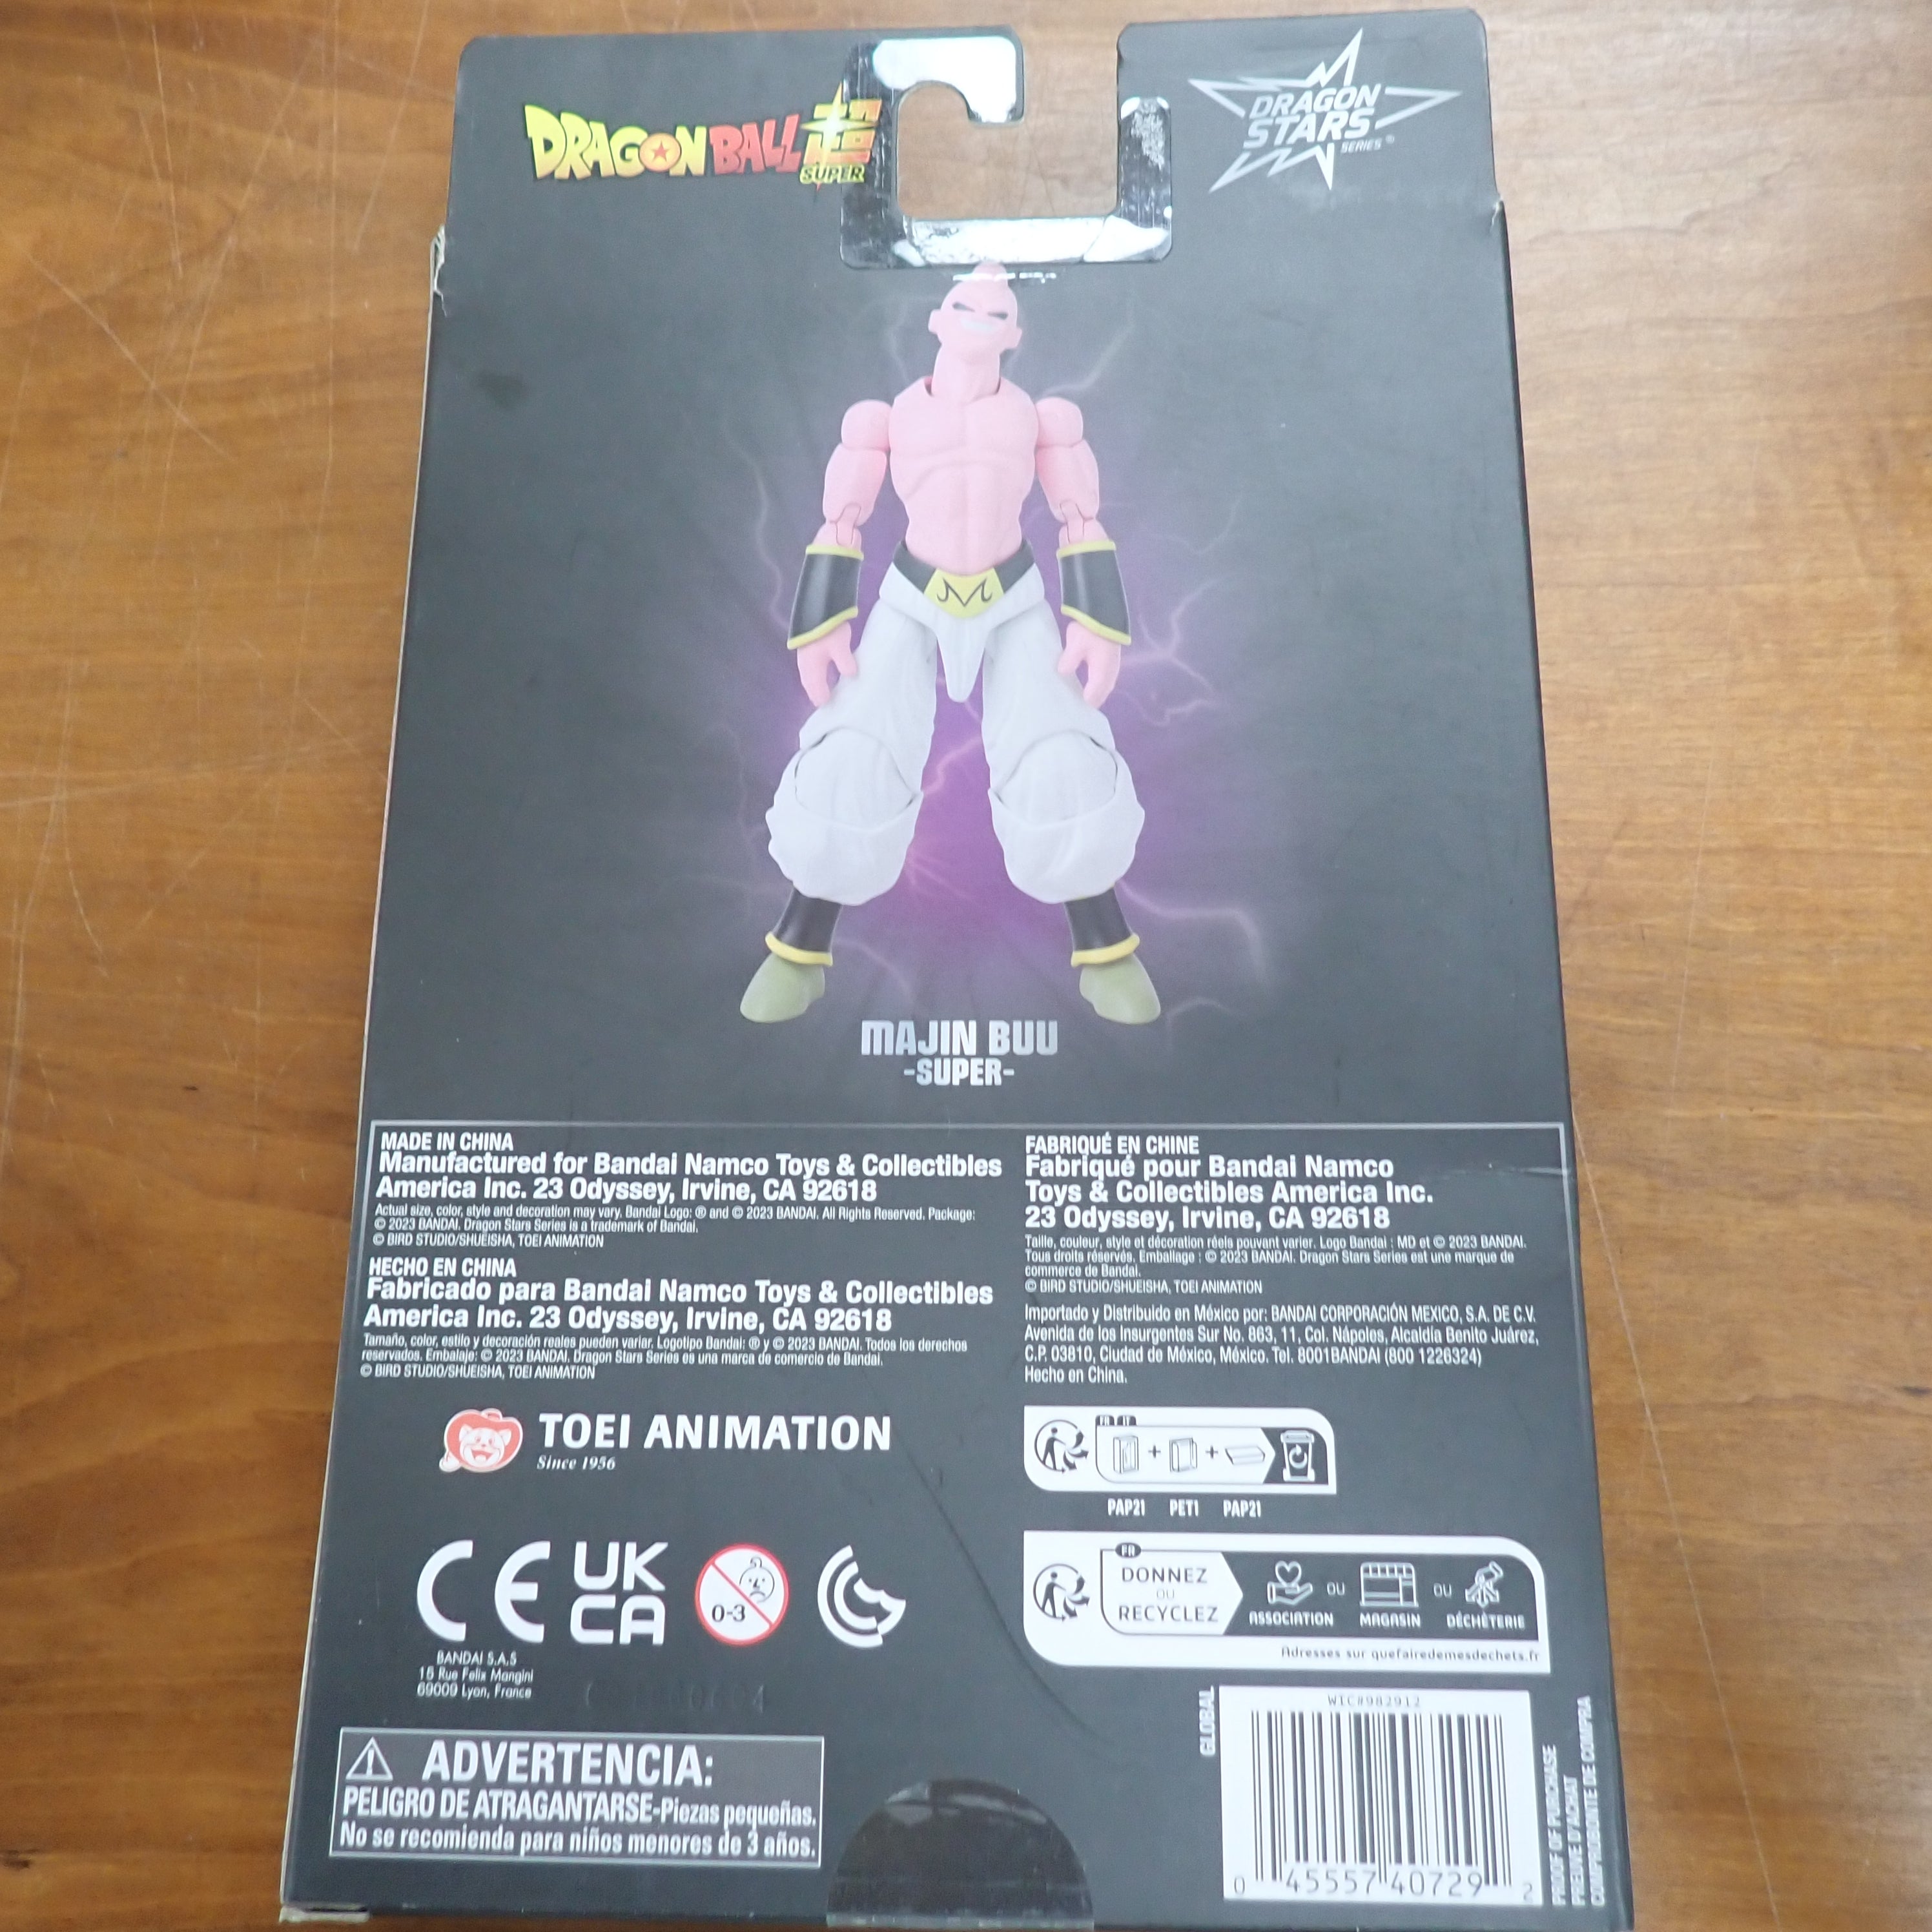 DRAGON BALL
SUPER
DRAGON
STARS
SERIES
M
MAJIN BUU
-SUPER-
MADE IN CHINA
Manufactured for Bandai Namco Toys & Collectibles
America Inc. 23 Odyssey, Irvine, CA 92618
Actual size, color, style and decoration may vary. Bandai Logo: ® and © 2023 BANDAI. All Rights Reserved. Package:
© 2023 BANDAI. Dragon Stars Series is a trademark of Bandai.
© BIRD STUDIO/SHUEISHA, TOEI ANIMATION
HECHO EN CHINA
Fabricado para Bandai Namco Toys & Collectibles
America Inc. 23 Odyssey, Irvine, CA 92618
Tamaño, color, estilo y decoración reales pueden variar. Logotipo Bandai: ® y © 2023 BANDAI. Todos los derechos
reservados. Embalaje: © 2023 BANDAI. Dragon Stars Series es una marca de comercio de Bandai.
© BIRD STUDIO/SHUEISHA, TOEI ANIMATION
FABRIQUÉ EN CHINE
Fabriqué pour Bandai Namco
Toys & Collectibles America Inc.
23 Odyssey, Irvine, CA 92618
Taille, couleur, style et décoration réels pouvant varier. Logo Bandai : MD et © 2023 BANDAI.
Tous droits réservés. Emballage : © 2023 BANDAI. Dragon Stars Series est une marque de
commerce de Bandai.
© BIRD STUDIO/SHUEISHA, TOEI ANIMATION
Importado y Distribuido en México por: BANDAI CORPORACIÓN MEXICO, S.A. DE C.V.
Avenida de los Insurgentes Sur No. 863, 11, Col. Nápoles, Alcaldía Benito Juárez,
C.P. 03810, Ciudad de México, México. Tel. 8001BANDAI (800 1226324)
Hecho en China.
TOEI ANIMATION
Since 1956
FR IT
+ +
PAP21 PET1 PAP21
CE UK
CA
0-3
BANDAI S.A.S
15 Rue Felix Mangini
69009 Lyon, France
FR
DONNEZ
OU
RECYCLEZ
ASSOCIATION OU MAGASIN OU DÉCHÈTERIE
Adresses sur quefairedemesdechets.fr
ADVERTENCIA:
PELIGRO DE ATRAGANTARSE-Piezas pequeñas.
No se recomienda para niños menores de 3 años.
GLOBAL
WIC#982912
0 45557 40729 2
PROOF OF PURCHASE
PREUVE D'ACHAT
COMPROBONTE DE COMPRA